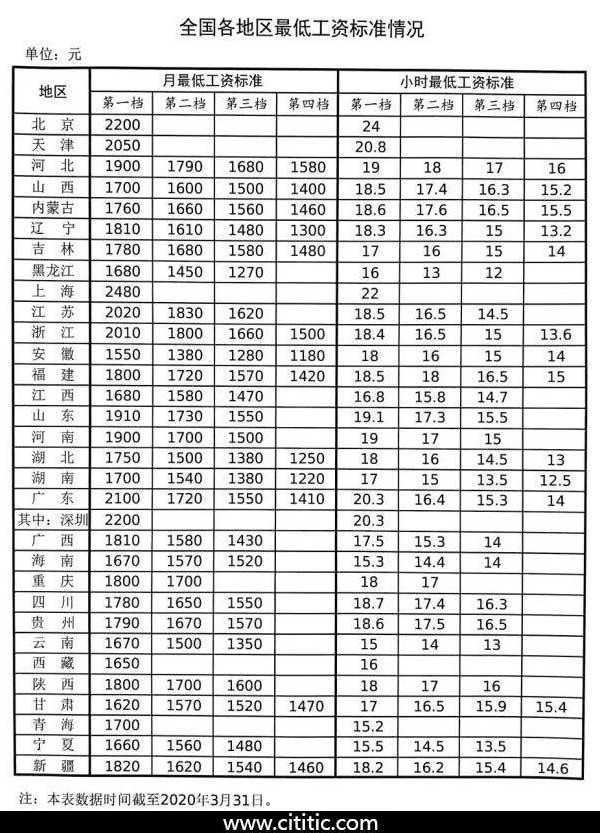 全国各地区最低工资标准情况
单位：元
地区 月最低工资标准 小时最低工资标准
第一档 第二档 第三档 第四档 第一档 第二档 第三档 第四档
北 京 2200 24
天 津 2050 20.8
河 北 1900 1790 1680 1580 19 18 17 16
山 西 1700 1600 1500 1400 18.5 17.4 16.3 15.2
内蒙古 1760 1660 1560 1460 18.6 17.6 16.5 15.5
辽 宁 1810 1610 1480 1300 18.3 16.3 15 13.2
吉 林 1780 1680 1580 1480 17 16 15 14
黑龙江 1680 1450 1270 16 13 12
上 海 2480 22
江 苏 2020 1830 1620 18.5 16.5 14.5
浙 江 2010 1800 1660 1500 18.4 16.5 15 13.6
安 徽 1550 1380 1280 1180 18 16 15 14
福 建 1800 1720 1570 1420 18.5 18 16.5 15
江 西 1680 1580 1470 16.8 15.8 14.7
山 东 1910 1730 1550 19.1 17.3 15.5
河 南 1900 1700 1500 19 17 15
湖 北 1750 1500 1380 1250 18 16 14.5 13
湖 南 1700 1540 1380 1220 17 15 13.5 12.5
广 东 2100 1720 1550 1410 20.3 16.4 15.3 14
其中：深圳 2200 20.3
广 西 1810 1580 1430 17.5 15.3 14
海 南 1670 1570 1520 15.3 14.4 14
重 庆 1800 1700 18 17
四 川 1780 1650 1550 18.7 17.4 16.3
贵 州 1790 1670 1570 18.6 17.5 16.5
云 南 1670 1500 1350 15 14 13
西 藏 1650 16
陕 西 1800 1700 1600 18 17 16
甘 肃 1620 1570 1520 1470 17 16.5 15.9 15.4
青 海 1700 15.2
宁 夏 1660 1560 1480 15.5 14.5 13.5
新 疆 1820 1620 1540 1460 18.2 16.2 15.4 14.6
注：本表数据时间截至2020年3月31日。
www.cititic.com